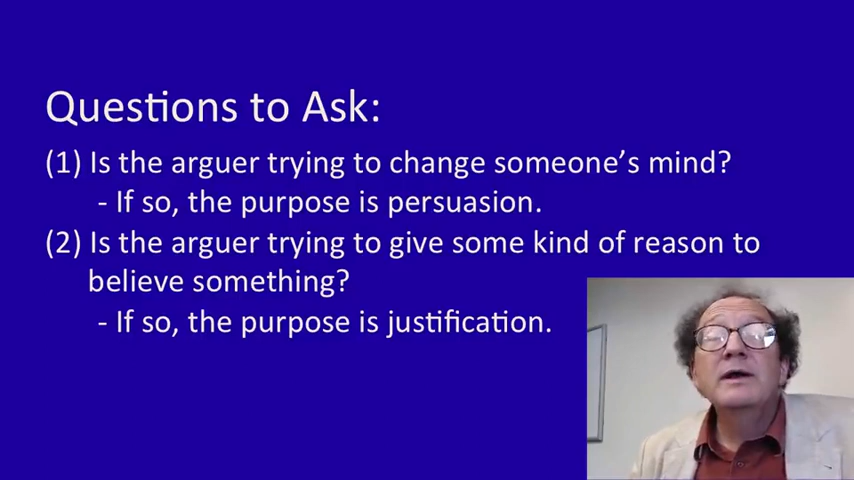 Questions to Ask:
(1) Is the arguer trying to change someone’s mind?
- If so, the purpose is persuasion.
(2) Is the arguer trying to give some kind of reason to
believe something?
- If so, the purpose is justification.